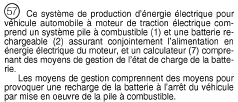 (57) Ce système de production d'énergie électrique pour
véhicule automobile à moteur de traction électrique com-
prend un système pile à combustible (1) et une batterie re-
chargeable (2) assurant conjointement l'alimentation en
énergie électrique du moteur, et un calculateur (7) compre-
nant des moyens de gestion de l'état de charge de la batte-
rie.
Les moyens de gestion comprennent des moyens pour
provoquer une recharge de la batterie à l'arrêt du véhicule
par mise en oeuvre de la pile à combustible.